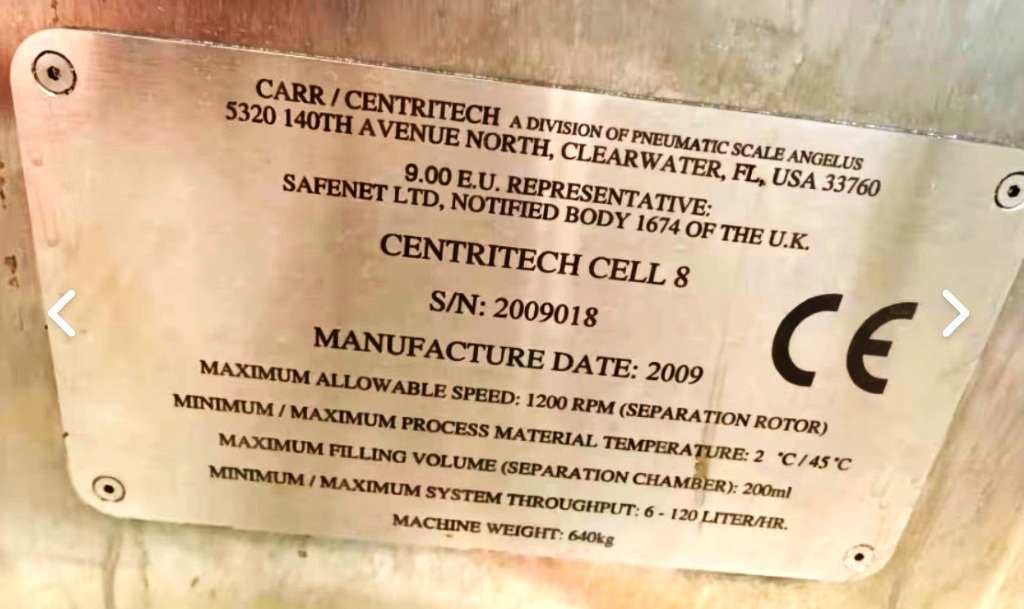 CARR / CENTRITECH A DIVISION OF PNEUMATIC SCALE ANGELUS
5320 140TH AVENUE NORTH, CLEARWATER, FL, USA 33760
9.00 E.U. REPRESENTATIVE:
SAFENET LTD, NOTIFIED BODY 1674 OF THE U.K.
CENTRITECH CELL 8
S/N: 2009018
MANUFACTURE DATE: 2009
CE
MAXIMUM ALLOWABLE SPEED: 1200 RPM (SEPARATION ROTOR)
MINIMUM / MAXIMUM PROCESS MATERIAL TEMPERATURE: 2 °C / 45 °C
MAXIMUM FILLING VOLUME (SEPARATION CHAMBER): 200ml
MINIMUM / MAXIMUM SYSTEM THROUGHPUT: 6 - 120 LITER/HR.
MACHINE WEIGHT: 640kg